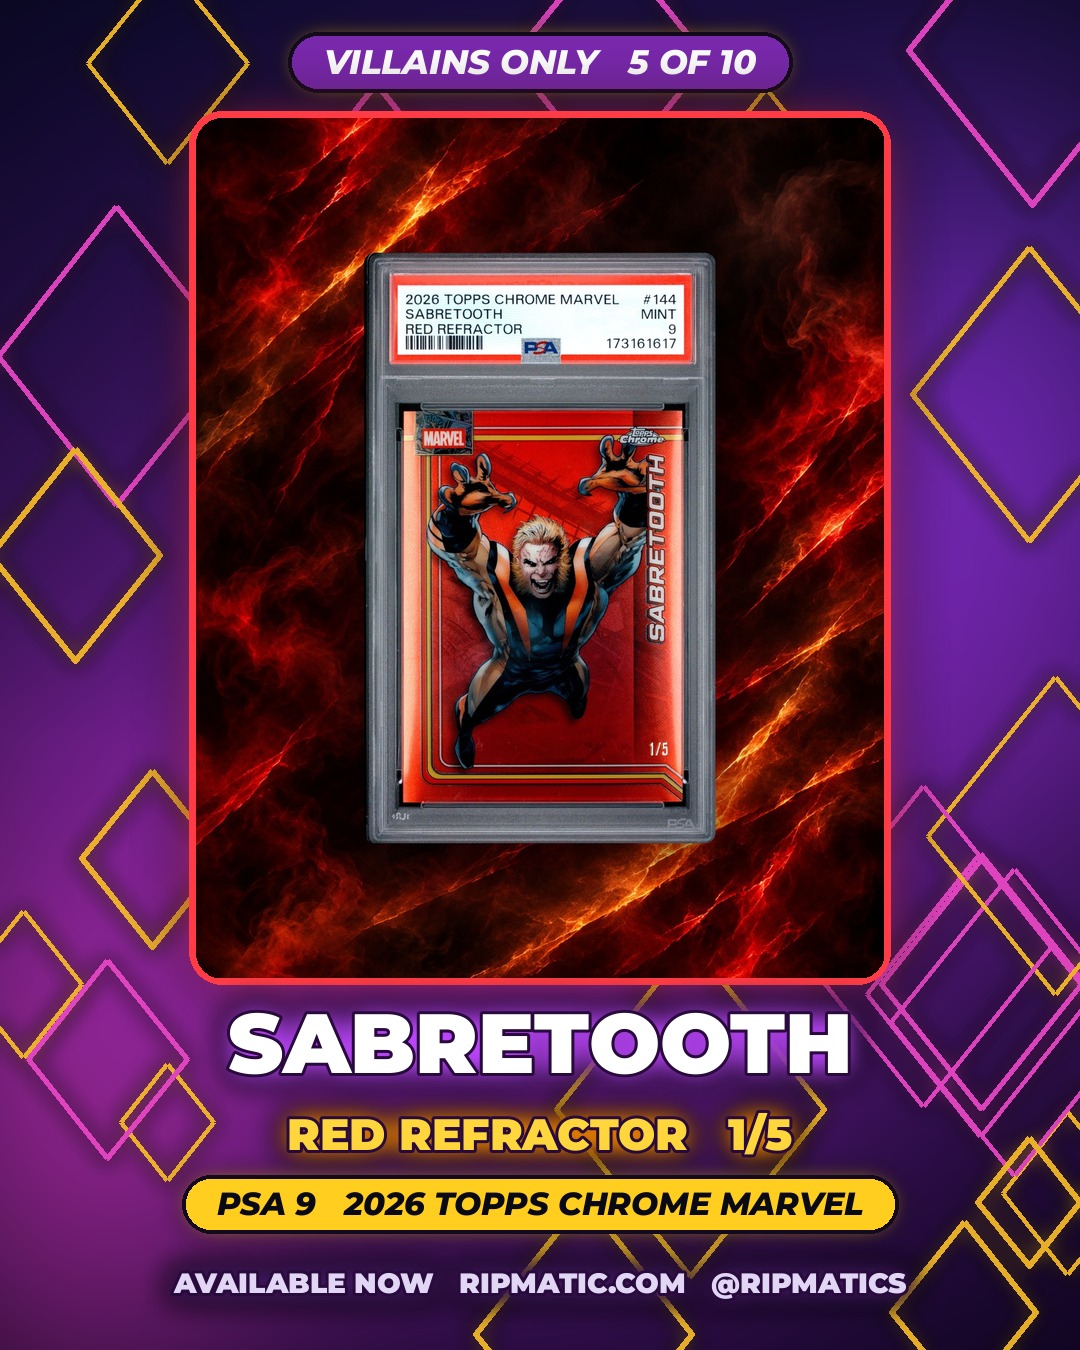 VILLAINS ONLY 5 OF 10
2026 TOPPS CHROME MARVEL #144
SABRETOOTH MINT
RED REFRACTOR 9
PSA 173161617
MARVEL
Topps Chrome
SABRETOOTH
1/5
PSA
SABRETOOTH
RED REFRACTOR 1/5
PSA 9 2026 TOPPS CHROME MARVEL
AVAILABLE NOW RIPMATIC.COM @RIPMATICS